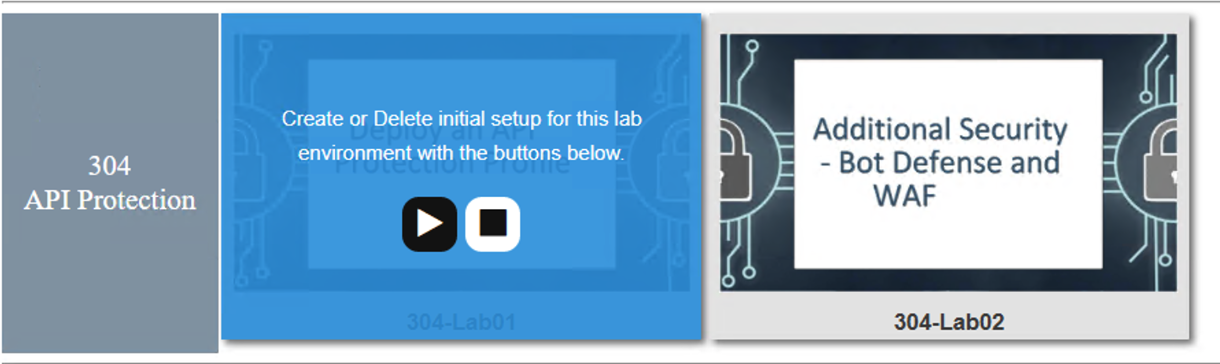 304
API Protection
Create or Delete initial setup for this lab
environment with the buttons below.
Deploy an API
Protection Profile
304-Lab01
Additional Security
- Bot Defense and
WAF
304-Lab02